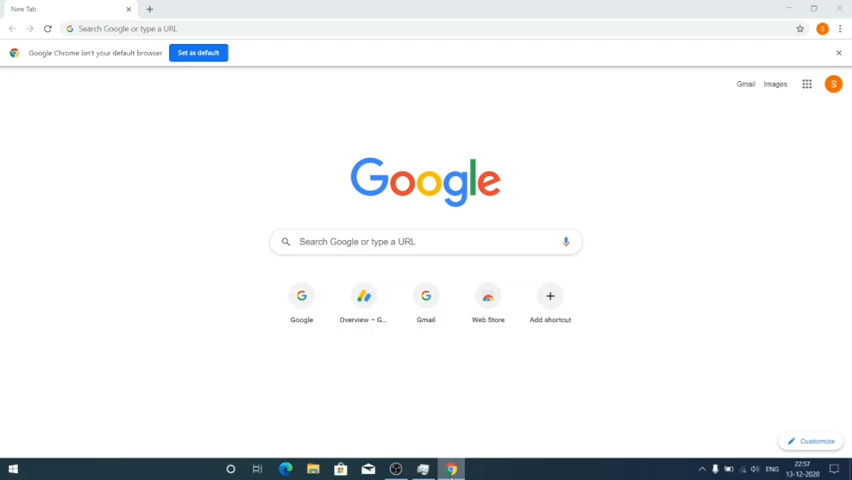 New Tab
Search Google or type a URL
S
Google Chrome isn't your default browser
Set as default
Gmail
Images
S
Google
Search Google or type a URL
Google
Overview – G...
Gmail
Web Store
Add shortcut
Customize
ENG
22:57
13-12-2020